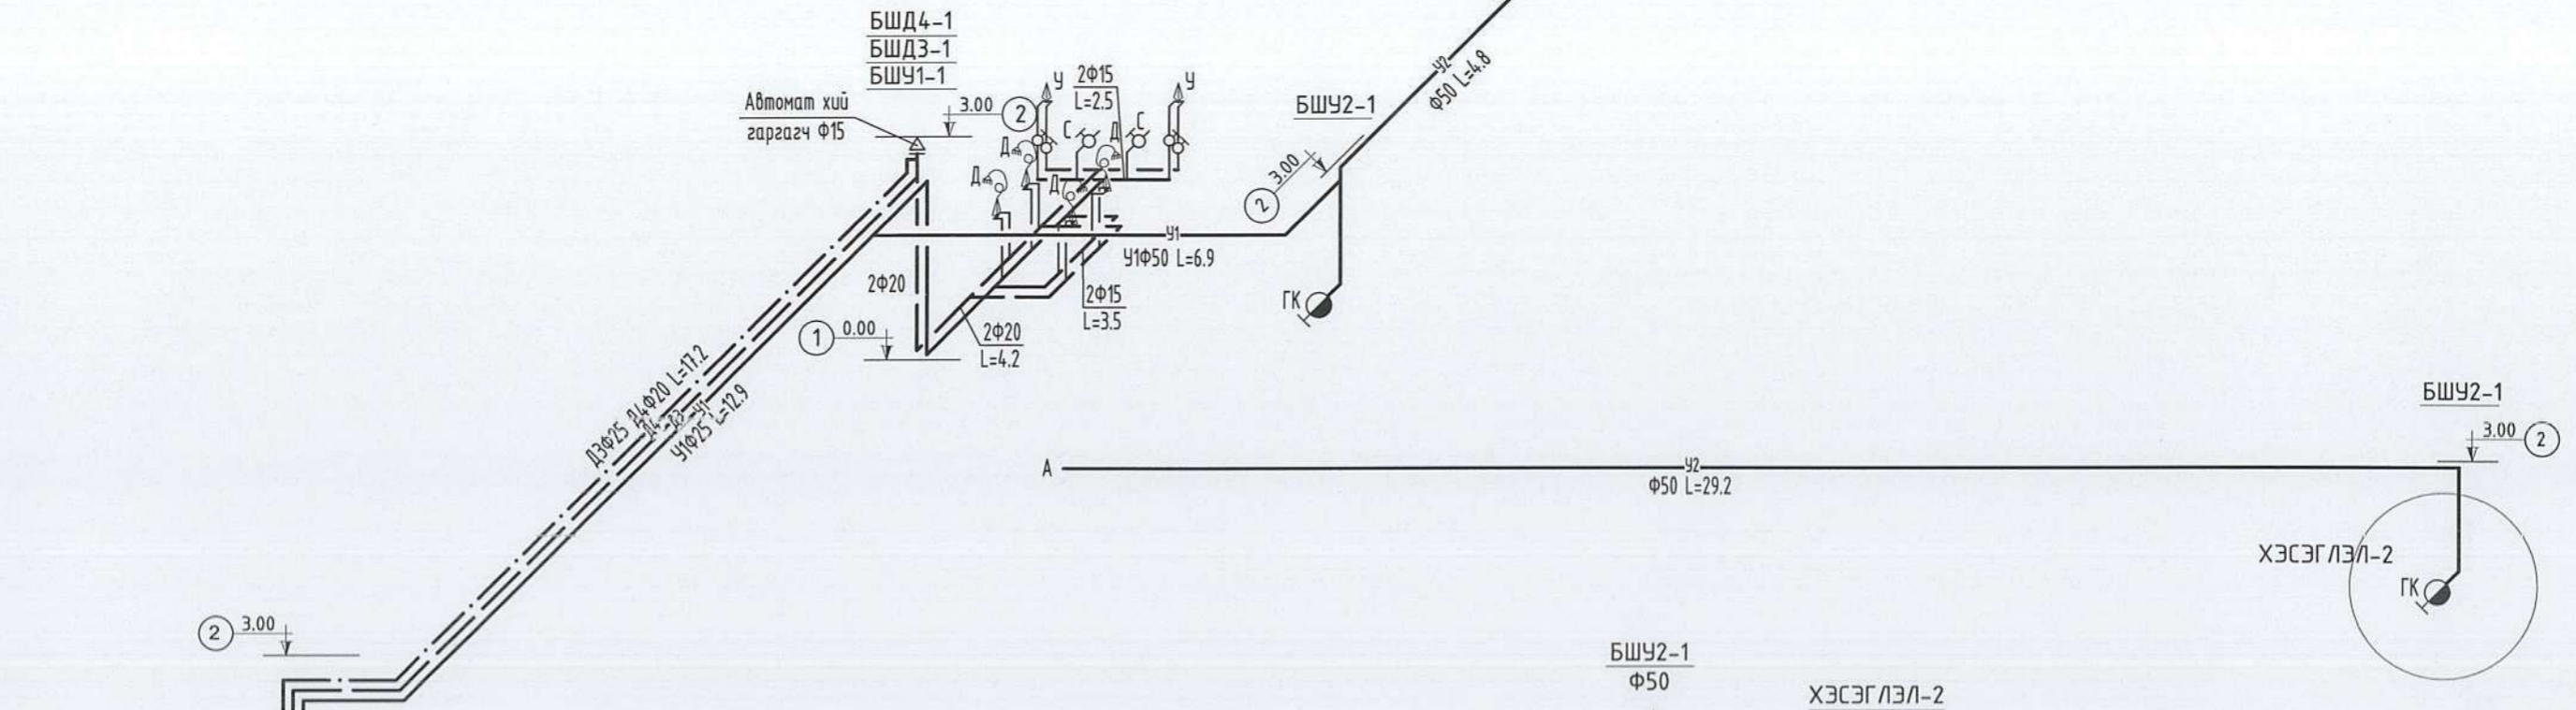 БШД4-1
БШД3-1
БШУ1-1
Автомат хий
гаргагч Ф15
3.00
2
У
2Ф15
L=2.5
У
С
Д
С
Д
Д
Д
БШУ2-1
У2
Ф50 L=4.8
3.00
2
У1
У1Ф50 L=6.9
2Ф20
2Ф15
L=3.5
ГК
1
0.00
2Ф20
L=4.2
Д3Ф25 Д4Ф20 L=17.2
Д4
Д3
У1
У1Ф25 L=12.9
А
У2
Ф50 L=29.2
БШУ2-1
3.00
2
ХЭСЭГЛЭЛ-2
ГК
2
3.00
БШУ2-1
Ф50
ХЭСЭГЛЭЛ-2